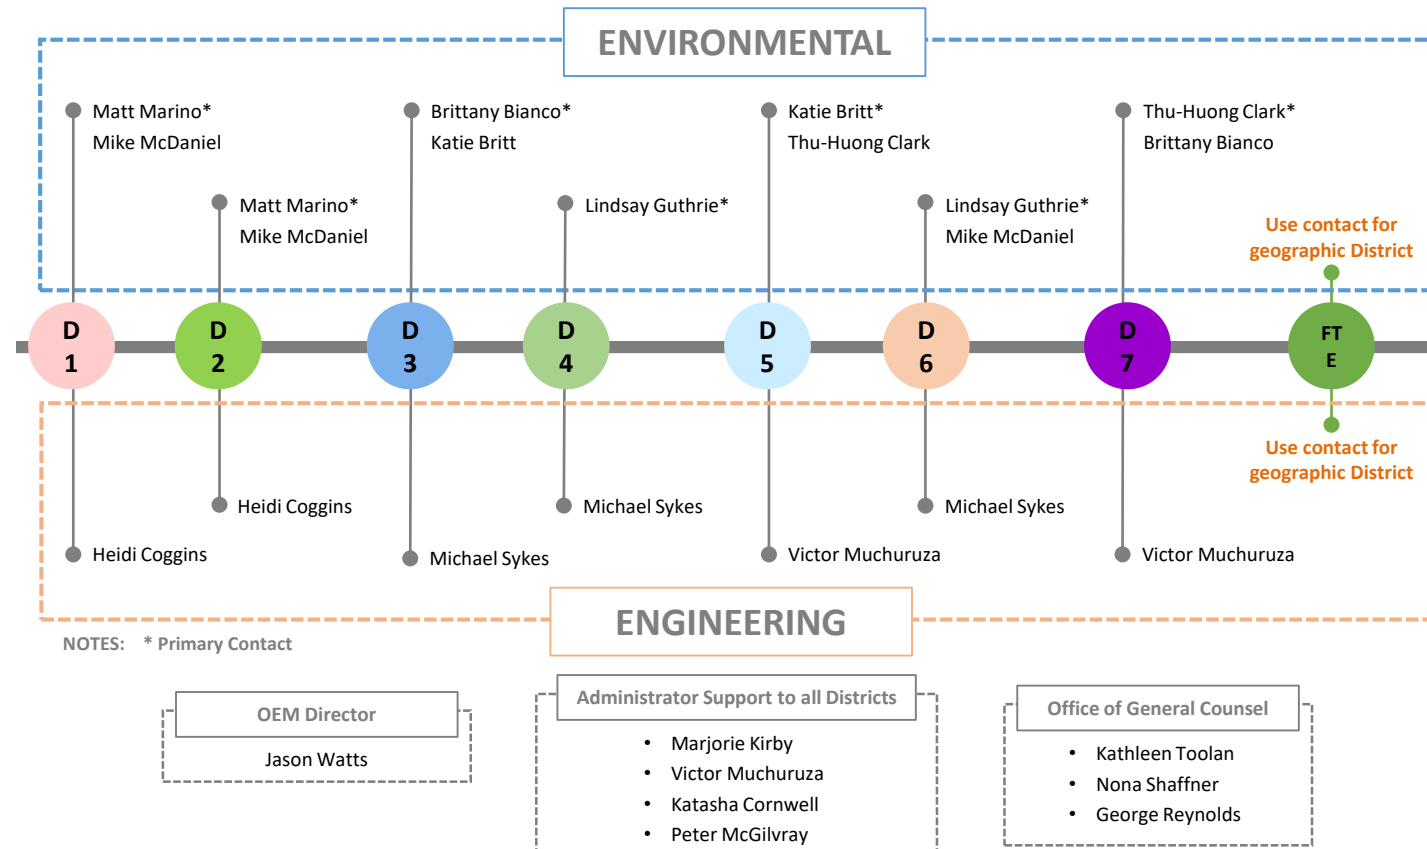 ENVIRONMENTAL
Matt Marino*
Mike McDaniel
Brittany Bianco*
Katie Britt
Katie Britt*
Thu-Huong Clark
Thu-Huong Clark*
Brittany Bianco
Matt Marino*
Mike McDaniel
Lindsay Guthrie*
Lindsay Guthrie*
Mike McDaniel
Use contact for
geographic District
D
1
D
2
D
3
D
4
D
5
D
6
D
7
FT
E
Use contact for
geographic District
Heidi Coggins
Michael Sykes
Michael Sykes
Heidi Coggins
Michael Sykes
Victor Muchuruza
Victor Muchuruza
ENGINEERING
NOTES: * Primary Contact
OEM Director
Jason Watts
Administrator Support to all Districts
• Marjorie Kirby
• Victor Muchuruza
• Katasha Cornwell
• Peter McGilvray
Office of General Counsel
• Kathleen Toolan
• Nona Shaffner
• George Reynolds